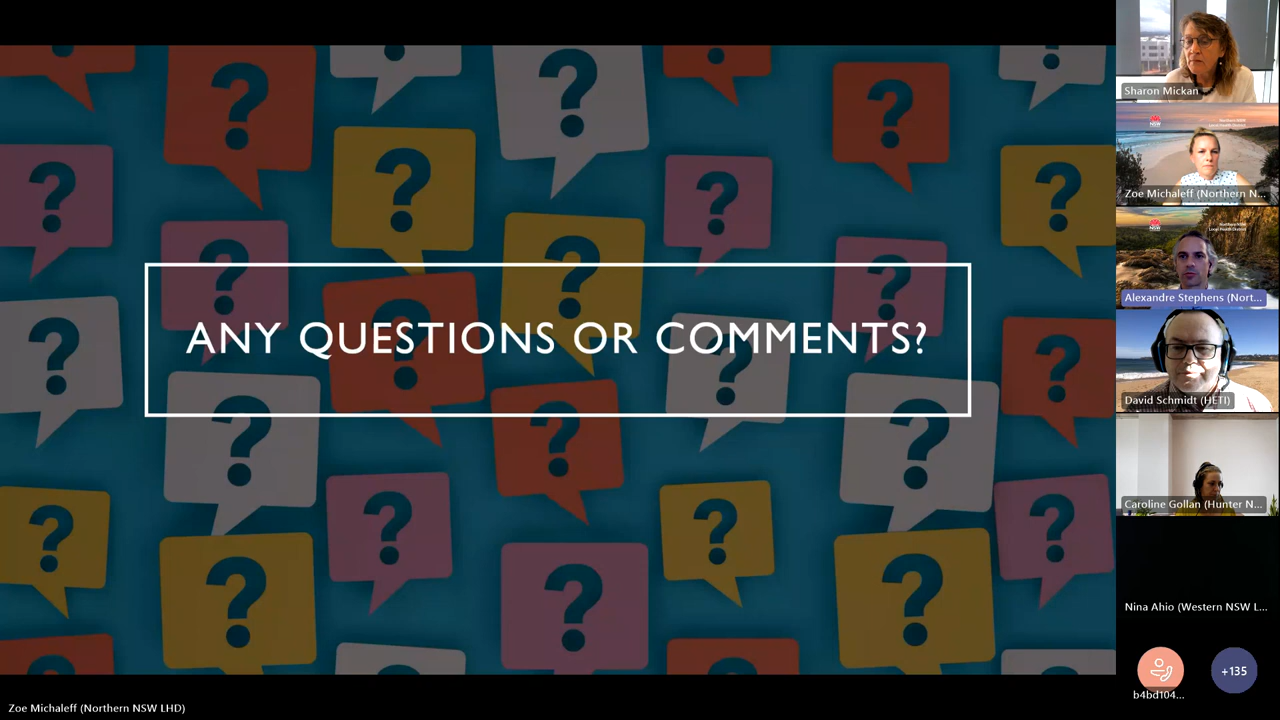 ANY QUESTIONS OR COMMENTS?
Sharon Mickan
Zoe Michaleff (Northern N...
Alexandre Stephens (Nort...
David Schmidt (HETI)
Caroline Gollan (Hunter N...
Nina Ahio (Western NSW L...
+135
b4bd104...
Zoe Michaleff (Northern NSW LHD)